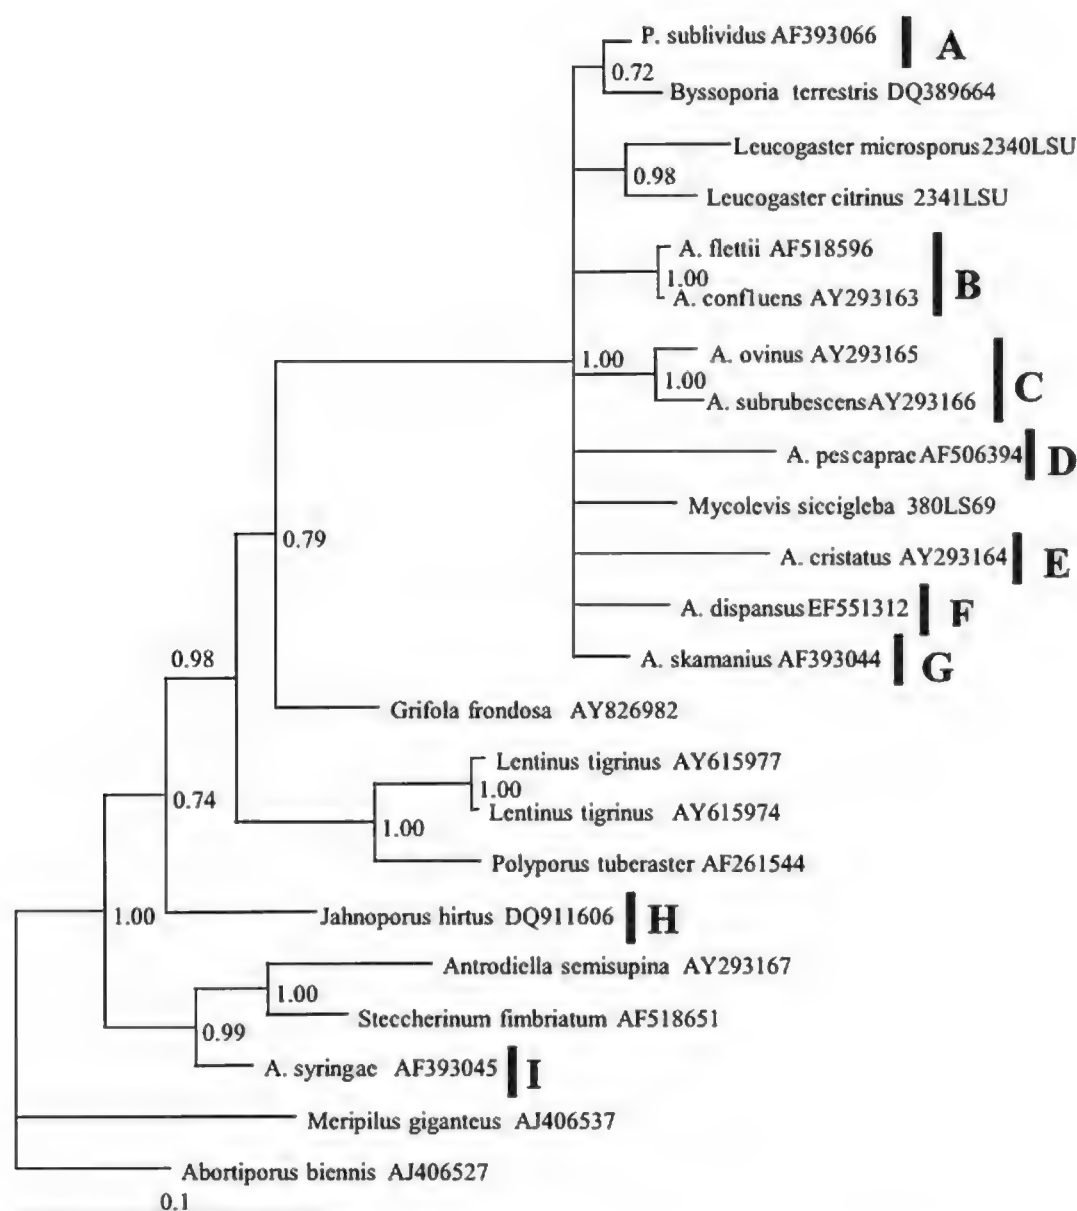 P. sublividus AF393066 A
0.72
Byssoporia terrestris DQ389664
Leucogaster microsporus 2340LSU
0.98
Leucogaster citrinus 2341LSU
A. flettii AF518596
1.00
B
A. confluens AY293163
A. ovinus AY293165
1.00
1.00
C
A. subrubescens AY293166
A. pescaprae AF506394 D
Mycolevis siccigleba 380LS69
0.79
A. cristatus AY293164 E
A. dispansus EF551312 F
0.98
A. skamanius AF393044 G
Grifola frondosa AY826982
Lentinus tigrinus AY615977
1.00
0.74
Lentinus tigrinus AY615974
1.00
Polyporus tuberaster AF261544
1.00
Jahnoporus hirtus DQ911606 H
Antrodiella semisupina AY293167
1.00
Steccherinum fimbriatum AF518651
0.99
A. syringae AF393045 I
Meripilus giganteus AJ406537
Abortiporus biennis AJ406527
0.1